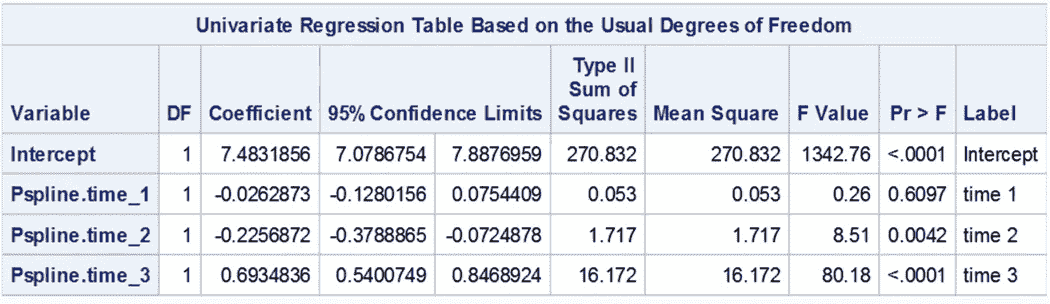 Univariate Regression Table Based on the Usual Degrees of Freedom
Variable DF Coefficient 95% Confidence Limits Type II Sum of Squares Mean Square F Value Pr > F Label
Intercept 1 7.4831856 7.0786754 7.8876959 270.832 270.832 1342.76 <.0001 Intercept
Pspline.time_1 1 -0.0262873 -0.1280156 0.0754409 0.053 0.053 0.26 0.6097 time 1
Pspline.time_2 1 -0.2256872 -0.3788865 -0.0724878 1.717 1.717 8.51 0.0042 time 2
Pspline.time_3 1 0.6934836 0.5400749 0.8468924 16.172 16.172 80.18 <.0001 time 3